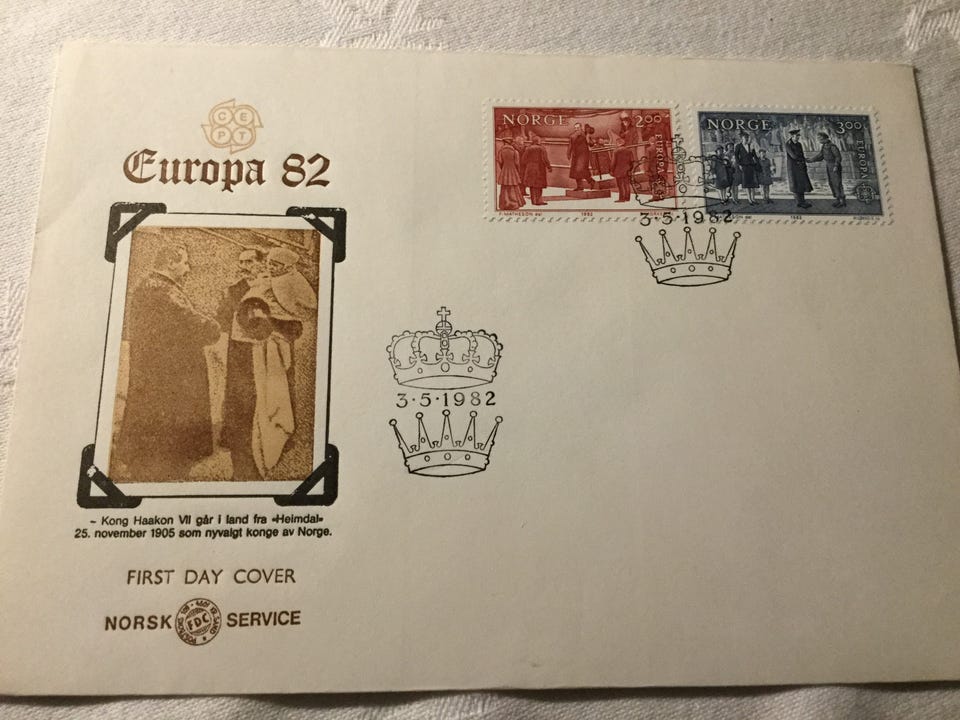 CEPT
Europa 82
NORGE 2.00
EUROPA
F. MATHESON del. 1982
NORGE 3.00
EUROPA
1982
3·5·1982
3·5·1982
– Kong Haakon VII går i land fra «Heimdal»
25. november 1905 som nyvalgt konge av Norge.
FIRST DAY COVER
NORSK FDC SERVICE